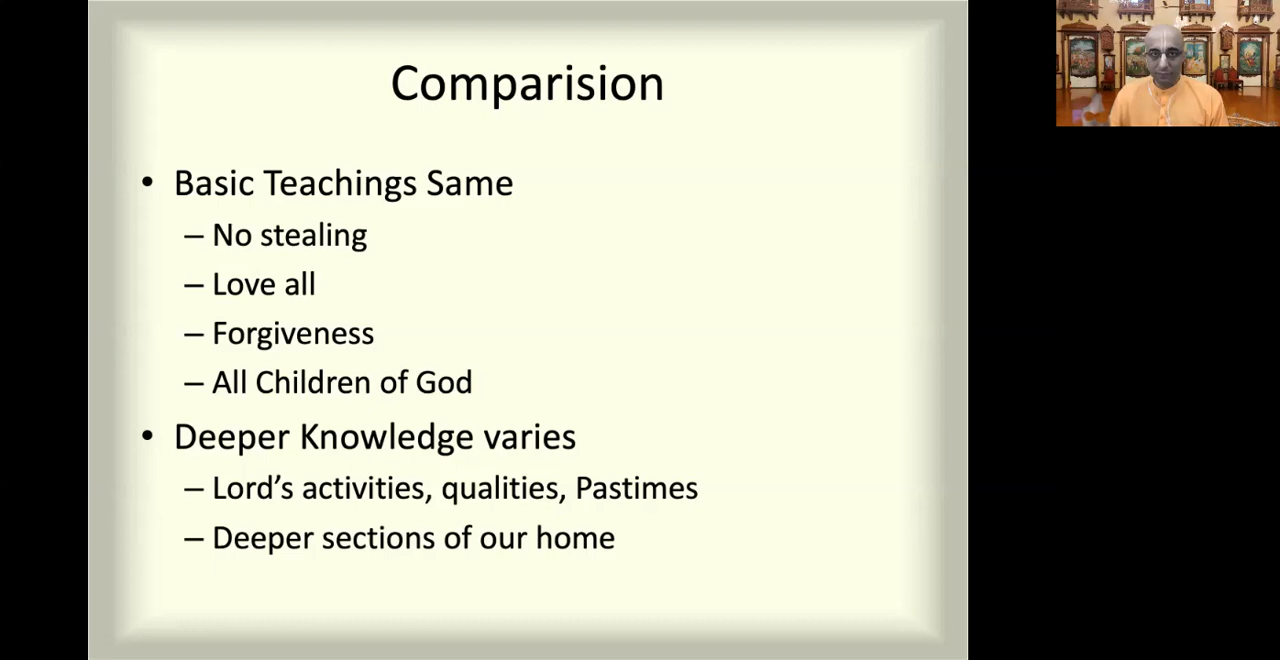 Comparision
• Basic Teachings Same
– No stealing
– Love all
– Forgiveness
– All Children of God
• Deeper Knowledge varies
– Lord’s activities, qualities, Pastimes
– Deeper sections of our home